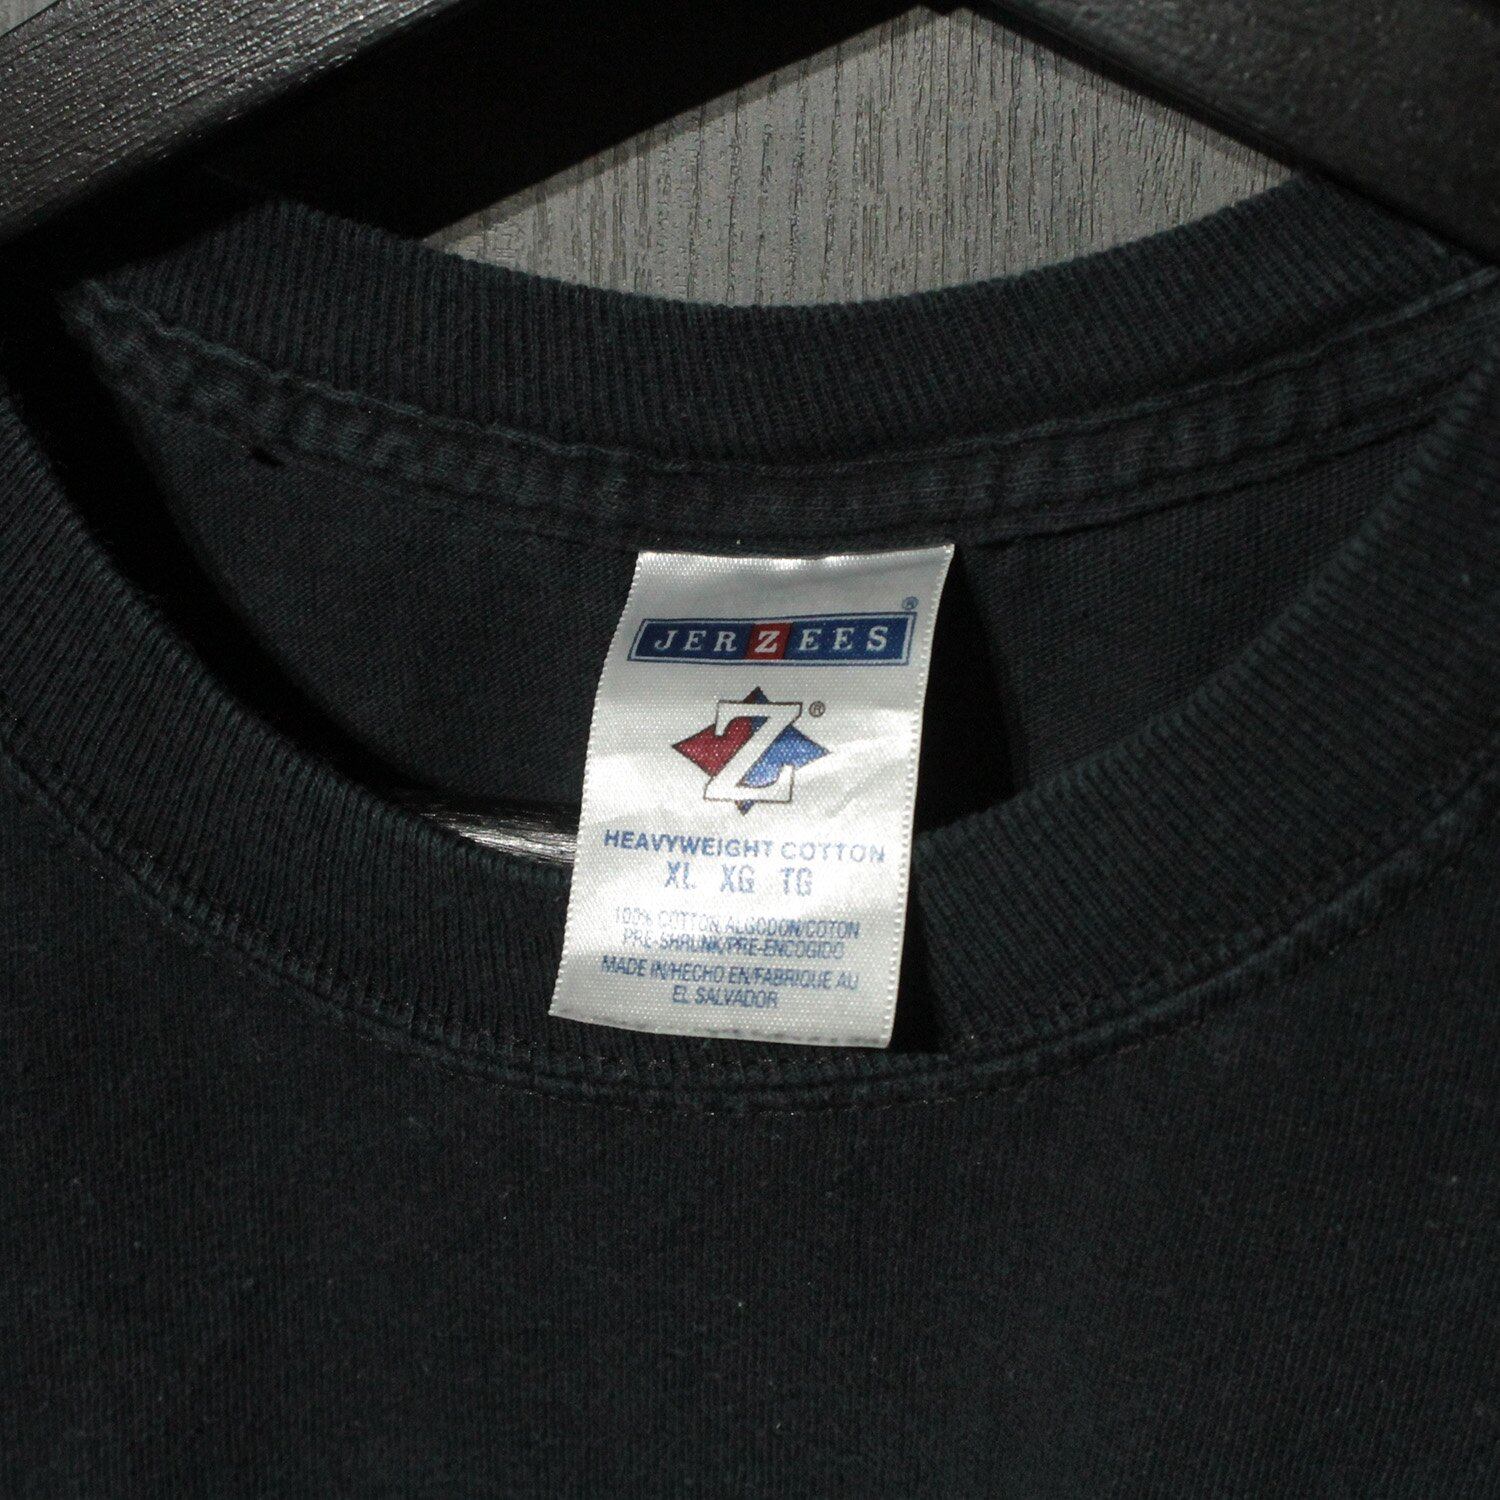 JERZEES®
Z®
HEAVYWEIGHT COTTON
XL XG TG
100% COTTON/ALGODON/COTON
PRE-SHRUNK/PRE-ENCOGIDO
MADE IN/HECHO EN/FABRIQUE AU
EL SALVADOR